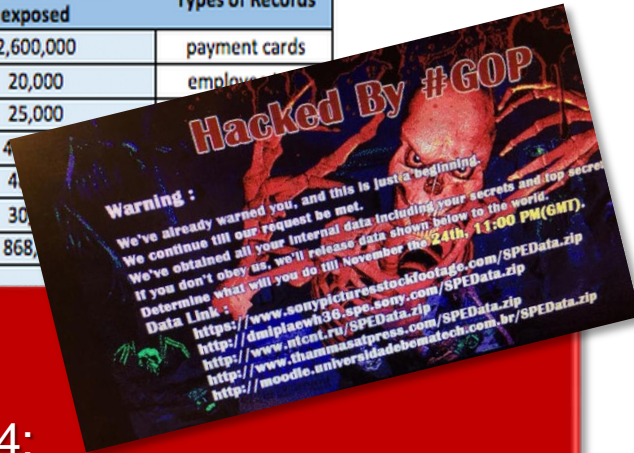 exposed
Types of Records
2,600,000
payment cards
20,000
25,000
30
868,
Hacked By #GOP
Warning :
We've already warned you, and this is just a beginning.
We continue till our request be met.
We've obtained all your internal data including your secrets and top
If you don't obey us, we'll release data shown below to the world.
Determine what will you do till November the 24th, 11:00 PM(GMT).
Data Link :
https://www.sonypicturesstockfootage.com/SPEData.zip
http://dmiplaewh36.spe.sony.com/SPEData.zip
http://www.ntcnt.ru/SPEData.zip
http://www.thammasatpress.com/SPEData.zip
http://moodle.universidadebematech.com.br/SPEData.zip
4: